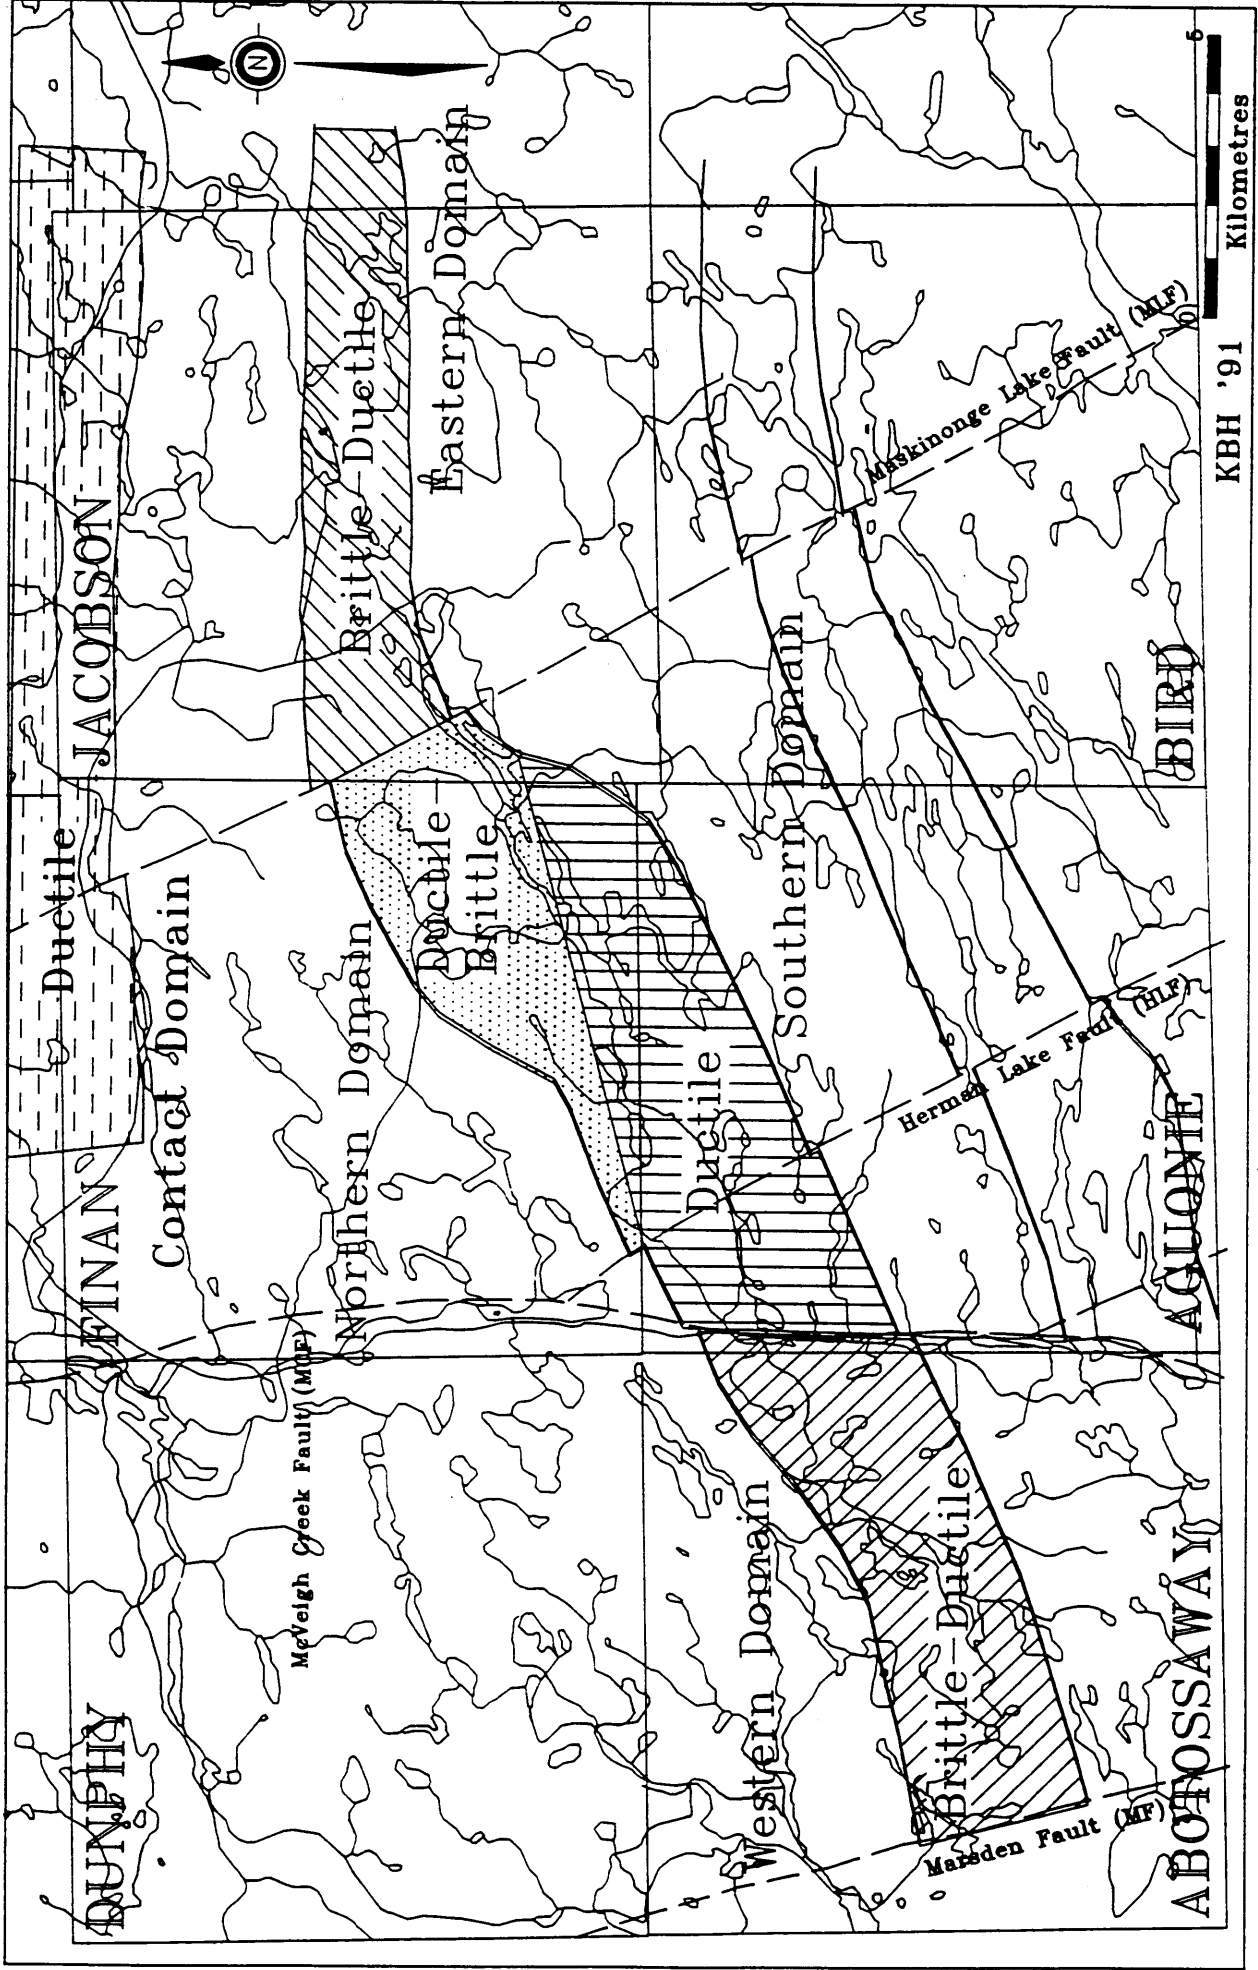 DUNPHY
FINAN
JACOBSON
Ductile
Contact Domain
N
McVeigh Creek Fault (MCF)
Northern Domain
Brittle-Ductile
Eastern Domain
Ductile-
Brittle
Ductile
Western Domain
Southern Domain
Brittle-Ductile
Marsden Fault (MF)
Herman Lake Fault (HLF)
Maskinonge Lake Fault (MLF)
ABOTOSSAWAY
AGUONIE
BIRD
KBH '91
5
Kilometres